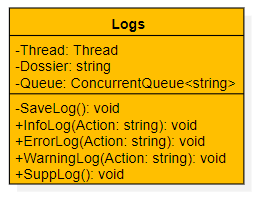 Logs
-Thread: Thread
-Dossier: string
-Queue: ConcurrentQueue<string>
-SaveLog(): void
+InfoLog(Action: string): void
+ErrorLog(Action: string): void
+WarningLog(Action: string): void
+SuppLog(): void